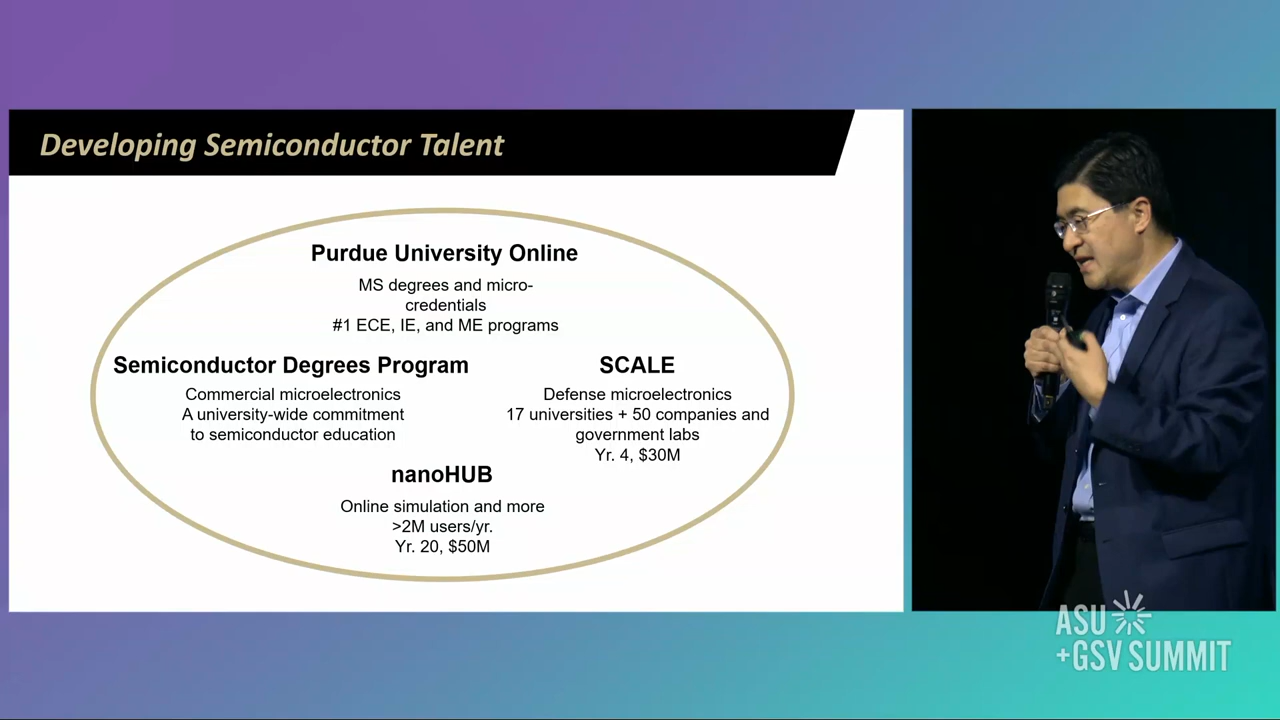 Developing Semiconductor Talent
Purdue University Online
MS degrees and micro-
credentials
#1 ECE, IE, and ME programs
Semiconductor Degrees Program
Commercial microelectronics
A university-wide commitment
to semiconductor education
SCALE
Defense microelectronics
17 universities + 50 companies and
government labs
Yr. 4, $30M
nanoHUB
Online simulation and more
>2M users/yr.
Yr. 20, $50M
ASU
+GSV SUMMIT